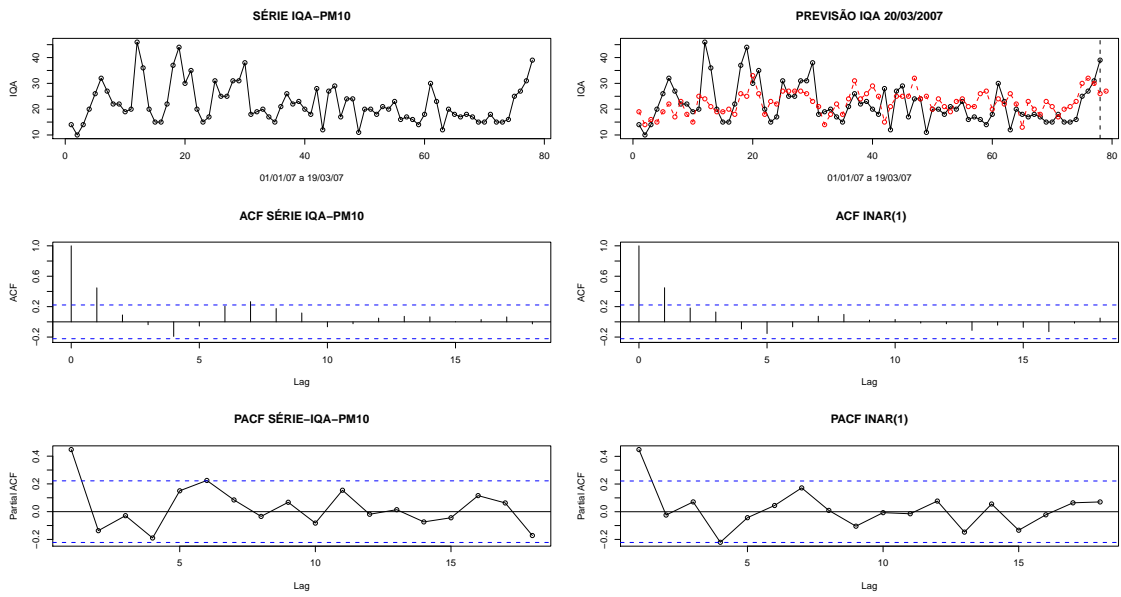 SÉRIE IQA−PM10
IQA
10 20 30 40
0 20 40 60 80
01/01/07 a 19/03/07
PREVISÃO IQA 20/03/2007
IQA
10 20 30 40
0 20 40 60 80
01/01/07 a 19/03/07
ACF SÉRIE IQA−PM10
ACF
−0.2 0.2 0.6 1.0
0 5 10 15
Lag
ACF INAR(1)
ACF
−0.2 0.2 0.6 1.0
0 5 10 15
Lag
PACF SÉRIE−IQA−PM10
Partial ACF
−0.2 0.0 0.2 0.4
5 10 15
Lag
PACF INAR(1)
Partial ACF
−0.2 0.0 0.2 0.4
5 10 15
Lag